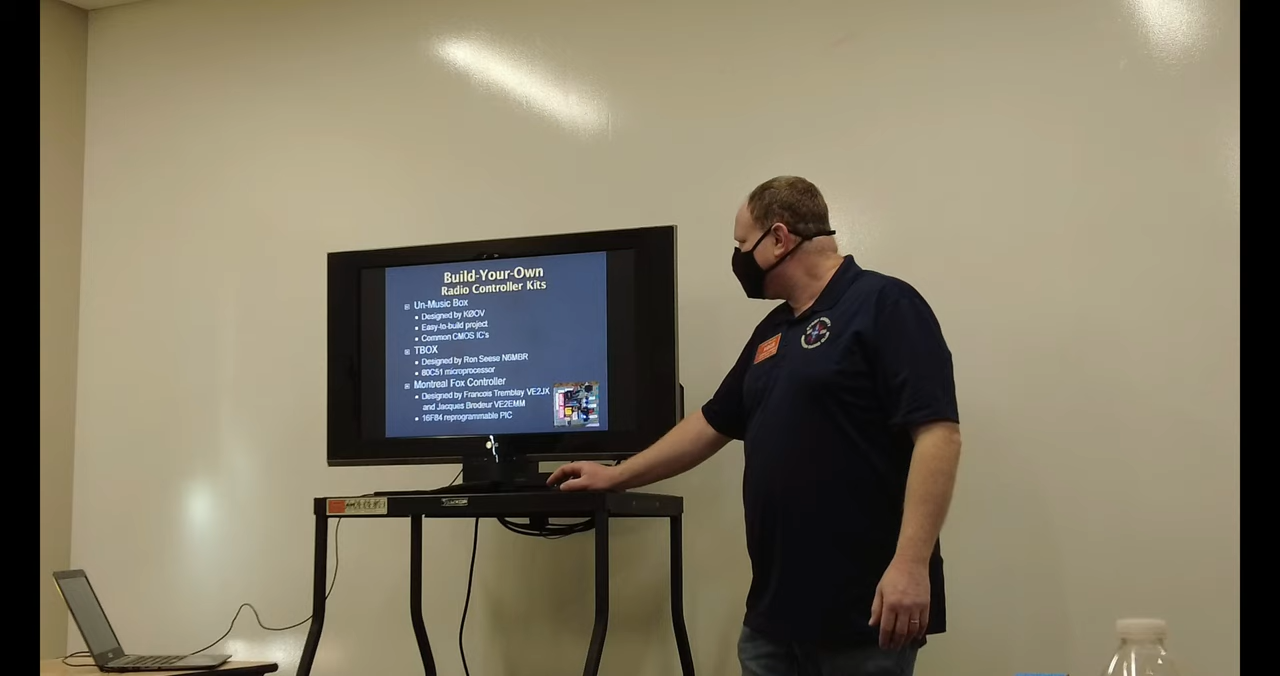 Build-Your-Own
Radio Controller Kits
Un-Music Box
Designed by KØOV
Easy-to-build project
Common CMOS IC's
TBOX
Designed by Ron Seese N6MBR
80C51 microprocessor
Montreal Fox Controller
Designed by Francois Tremblay VE2JX
and Jacques Brodeur VE2EMM
16F84 reprogrammable PIC